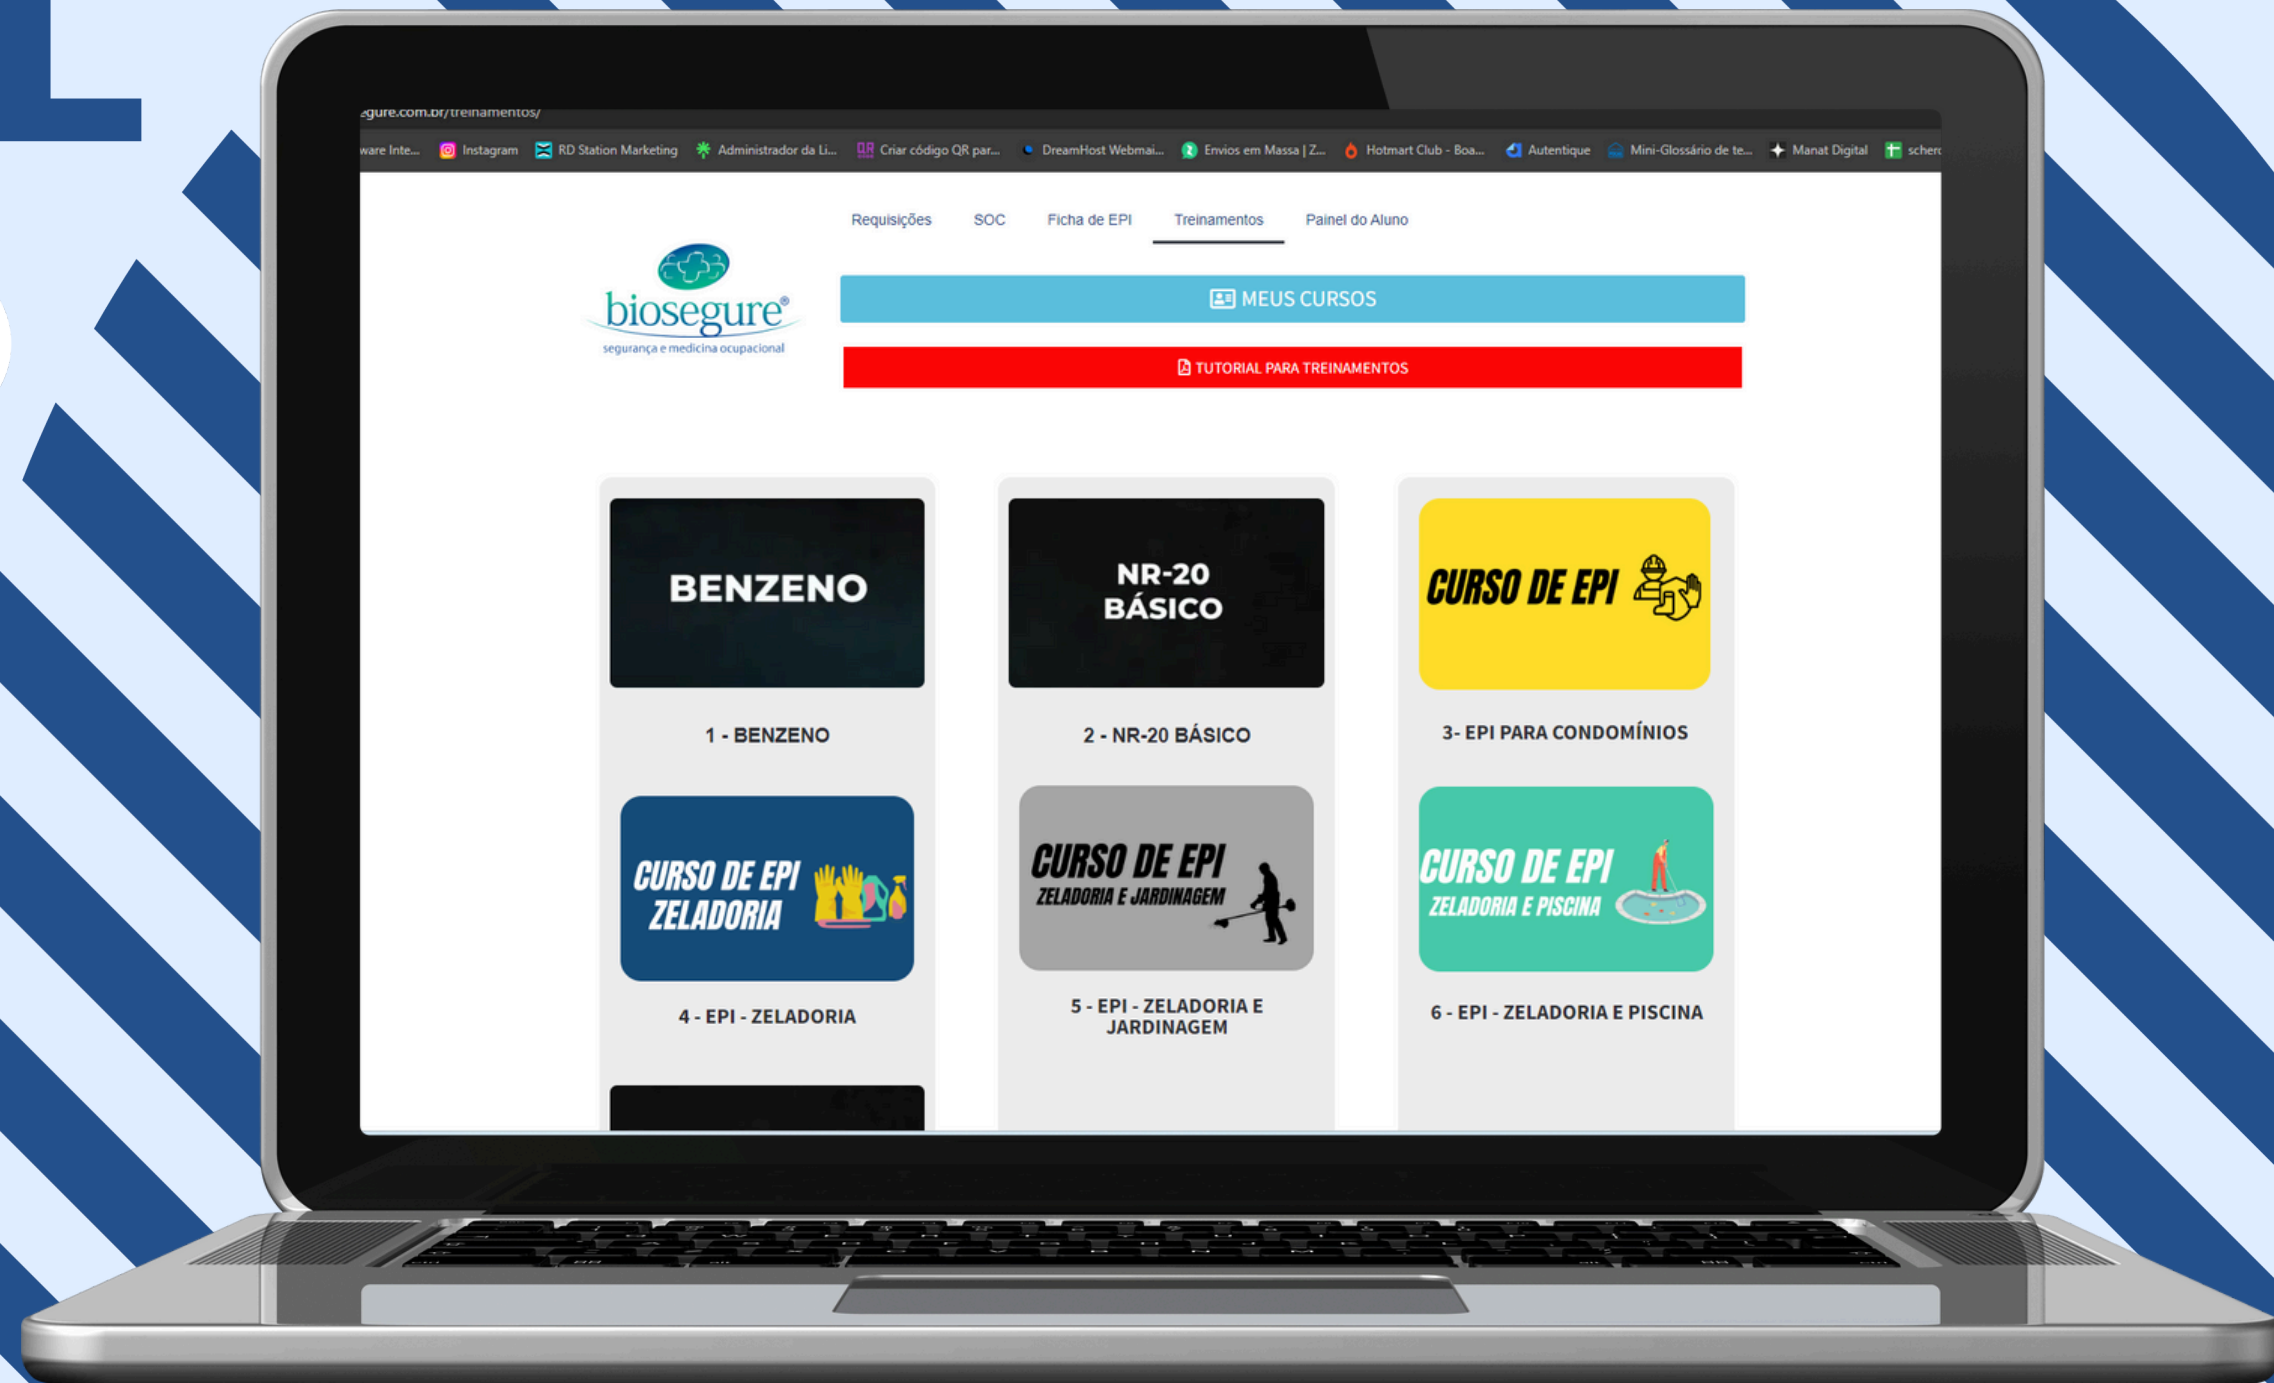 egure.com.br/treinamentos/
ware Inte... Instagram RD Station Marketing Administrador da Li... Criar código QR par... DreamHost Webmai... Envios em Massa | Z... Hotmart Club - Boa... Autentique Mini-Glossário de te... Manat Digital scherc
Requisições SOC Ficha de EPI Treinamentos Painel do Aluno
biosegure®
segurança e medicina ocupacional
MEUS CURSOS
TUTORIAL PARA TREINAMENTOS
BENZENO
1 - BENZENO
NR-20
BÁSICO
2 - NR-20 BÁSICO
CURSO DE EPI
3- EPI PARA CONDOMÍNIOS
CURSO DE EPI
ZELADORIA
4 - EPI - ZELADORIA
CURSO DE EPI
ZELADORIA E JARDINAGEM
5 - EPI - ZELADORIA E
JARDINAGEM
CURSO DE EPI
ZELADORIA E PISCINA
6 - EPI - ZELADORIA E PISCINA